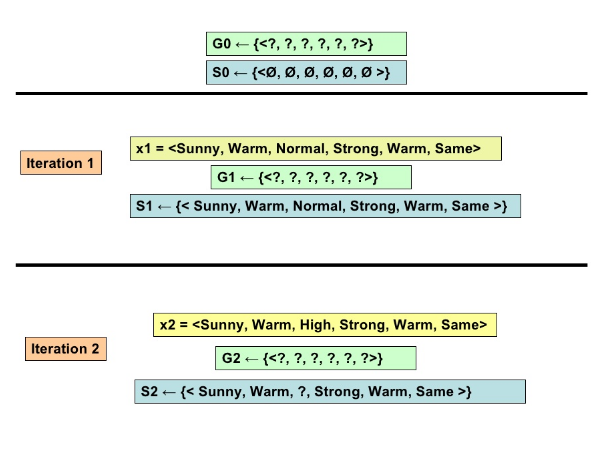 G0 ← {<?, ?, ?, ?, ?, ?>}
S0 ← {<Ø, Ø, Ø, Ø, Ø, Ø >}
Iteration 1
x1 = <Sunny, Warm, Normal, Strong, Warm, Same>
G1 ← {<?, ?, ?, ?, ?, ?>}
S1 ← {< Sunny, Warm, Normal, Strong, Warm, Same >}
Iteration 2
x2 = <Sunny, Warm, High, Strong, Warm, Same>
G2 ← {<?, ?, ?, ?, ?, ?>}
S2 ← {< Sunny, Warm, ?, Strong, Warm, Same >}